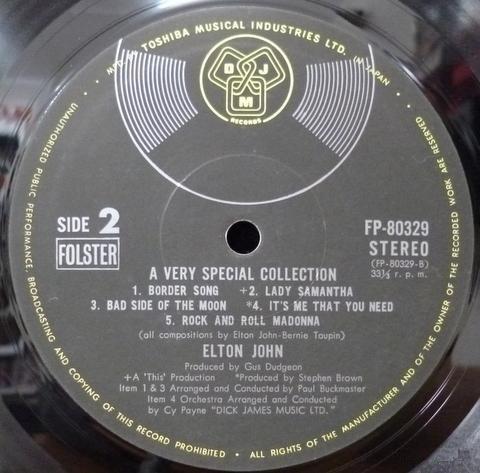 • MFD. BY TOSHIBA MUSICAL INDUSTRIES LTD. IN JAPAN •
DJM
RECORDS
SIDE 2
FOLSTER
FP-80329
STEREO
(FP-80329-B)
33⅓ r. p. m.
A VERY SPECIAL COLLECTION
1. BORDER SONG +2. LADY SAMANTHA
3. BAD SIDE OF THE MOON *4. IT'S ME THAT YOU NEED
5. ROCK AND ROLL MADONNA
(all compositions by Elton John-Bernie Taupin)
ELTON JOHN
Produced by Gus Dudgeon
+A 'This' Production *Produced by Stephen Brown
Item 1 & 3 Arranged and Conducted by Paul Buckmaster
Item 4 Orchestra Arranged and Conducted
by Cy Payne "DICK JAMES MUSIC LTD."
• UNAUTHORIZED PUBLIC PERFORMANCE, BROADCASTING AND COPYING OF THIS RECORD PROHIBITED •
ALL RIGHTS OF THE MANUFACTURER AND OF THE OWNER OF THE RECORDED WORK ARE RESERVED •